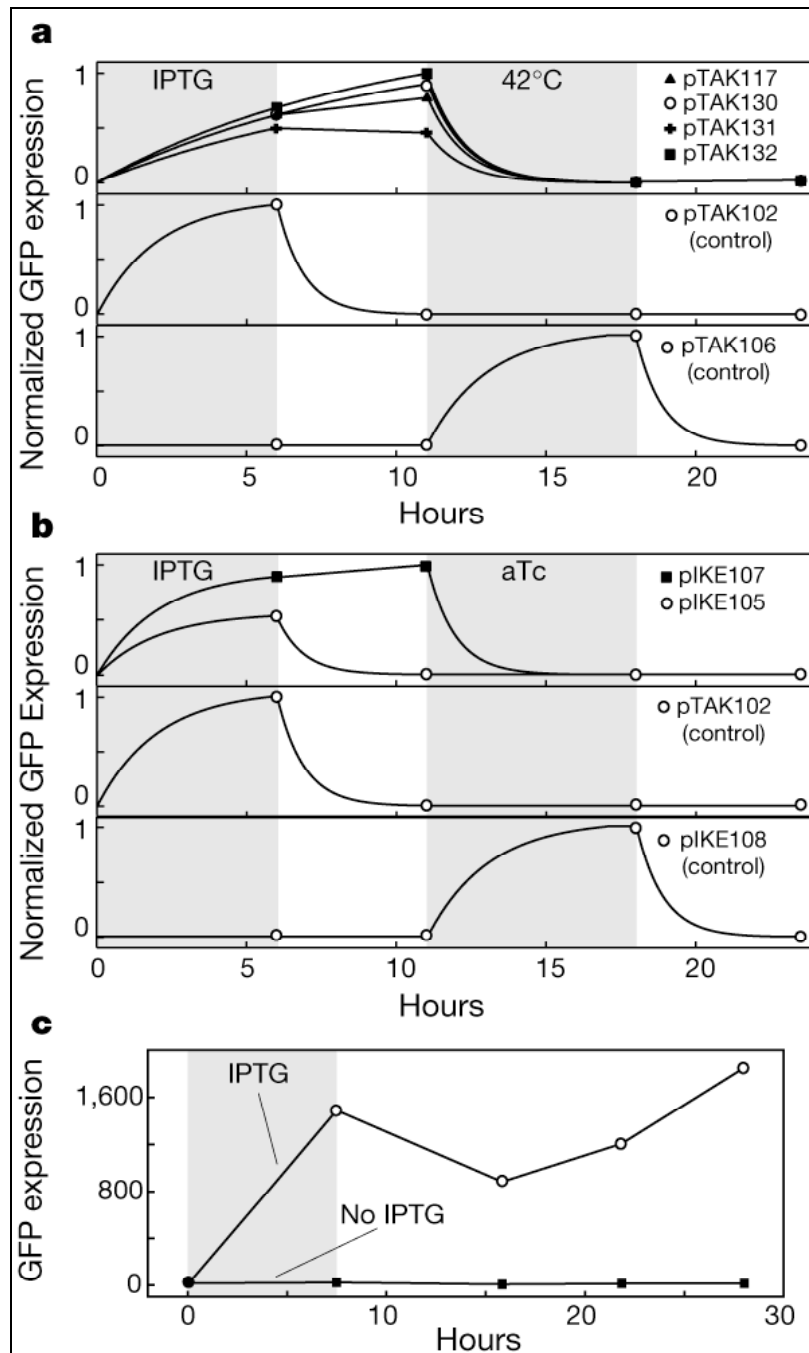 a
IPTG
42°C
pTAK117
pTAK130
pTAK131
pTAK132
1
0
pTAK102
(control)
1
0
pTAK106
(control)
1
0
Normalized GFP expression
0
5
10
15
20
Hours
b
IPTG
aTc
pIKE107
pIKE105
1
0
pTAK102
(control)
1
0
pIKE108
(control)
1
0
Normalized GFP Expression
0
5
10
15
20
Hours
c
IPTG
No IPTG
1,600
800
0
GFP expression
0
10
20
30
Hours